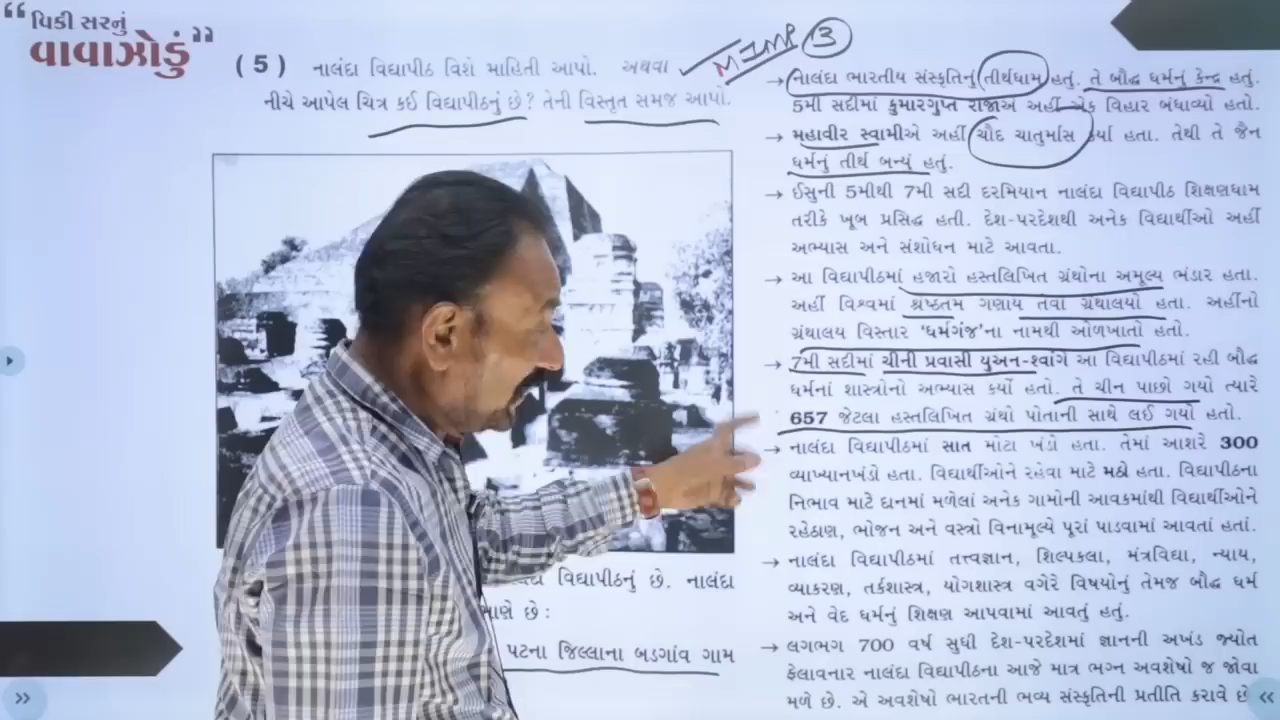 “ વિકી સરનું
વાવાઝોડું ”
( 5 ) નાલંદા વિદ્યાપીઠ વિશે માહિતી આપો. અથવા
નીચે આપેલ ચિત્ર કઈ વિદ્યાપીઠનું છે? તેની વિસ્તૃત સમજ આપો.
M.IMP 3
વિદ્યાપીઠનું છે. નાલંદા
છે :
પટના જિલ્લાના બડગાંવ ગામ
→ નાલંદા ભારતીય સંસ્કૃતિનું તીર્થધામ હતું. તે બૌદ્ધ ધર્મનું કેન્દ્ર હતું.
5મી સદીમાં કુમારગુપ્ત રાજાએ અહીં એક વિહાર બંધાવ્યો હતો.
→ મહાવીર સ્વામીએ અહીં ચૌદ ચાતુર્માસ કર્યા હતા. તેથી તે જૈન
ધર્મનું તીર્થ બન્યું હતું.
→ ઈસુની 5મીથી 7મી સદી દરમિયાન નાલંદા વિદ્યાપીઠ શિક્ષણધામ
તરીકે ખૂબ પ્રસિદ્ધ હતી. દેશ-પરદેશથી અનેક વિદ્યાર્થીઓ અહીં
અભ્યાસ અને સંશોધન માટે આવતા.
→ આ વિદ્યાપીઠમાં હજારો હસ્તલિખિત ગ્રંથોના અમૂલ્ય ભંડાર હતા.
અહીં વિશ્વમાં શ્રેષ્ઠતમ ગણાય તેવા ગ્રંથાલયો હતા. અહીંનો
ગ્રંથાલય વિસ્તાર ‘ધર્મગંજ’ના નામથી ઓળખાતો હતો.
→ 7મી સદીમાં ચીની પ્રવાસી યુઅન-શ્વાંગે આ વિદ્યાપીઠમાં રહી બૌદ્ધ
ધર્મનાં શાસ્ત્રોનો અભ્યાસ કર્યો હતો. તે ચીન પાછો ગયો ત્યારે
657 જેટલા હસ્તલિખિત ગ્રંથો પોતાની સાથે લઈ ગયો હતો.
→ નાલંદા વિદ્યાપીઠમાં સાત મોટા ખંડો હતા. તેમાં આશરે 300
વ્યાખ્યાનખંડો હતા. વિદ્યાર્થીઓને રહેવા માટે મઠો હતા. વિદ્યાપીઠના
નિભાવ માટે દાનમાં મળેલાં અનેક ગામોની આવકમાંથી વિદ્યાર્થીઓને
રહેઠાણ, ભોજન અને વસ્ત્રો વિનામૂલ્યે પૂરાં પાડવામાં આવતાં હતાં.
→ નાલંદા વિદ્યાપીઠમાં તત્ત્વજ્ઞાન, શિલ્પકલા, મંત્રવિદ્યા, ન્યાય,
વ્યાકરણ, તર્કશાસ્ત્ર, યોગશાસ્ત્ર વગેરે વિષયોનું તેમજ બૌદ્ધ ધર્મ
અને વેદ ધર્મનું શિક્ષણ આપવામાં આવતું હતું.
→ લગભગ 700 વર્ષ સુધી દેશ-પરદેશમાં જ્ઞાનની અખંડ જ્યોત
ફેલાવનાર નાલંદા વિદ્યાપીઠના આજે માત્ર ભગ્ન અવશેષો જ જોવા
મળે છે. એ અવશેષો ભારતની ભવ્ય સંસ્કૃતિની પ્રતીતિ કરાવે છે